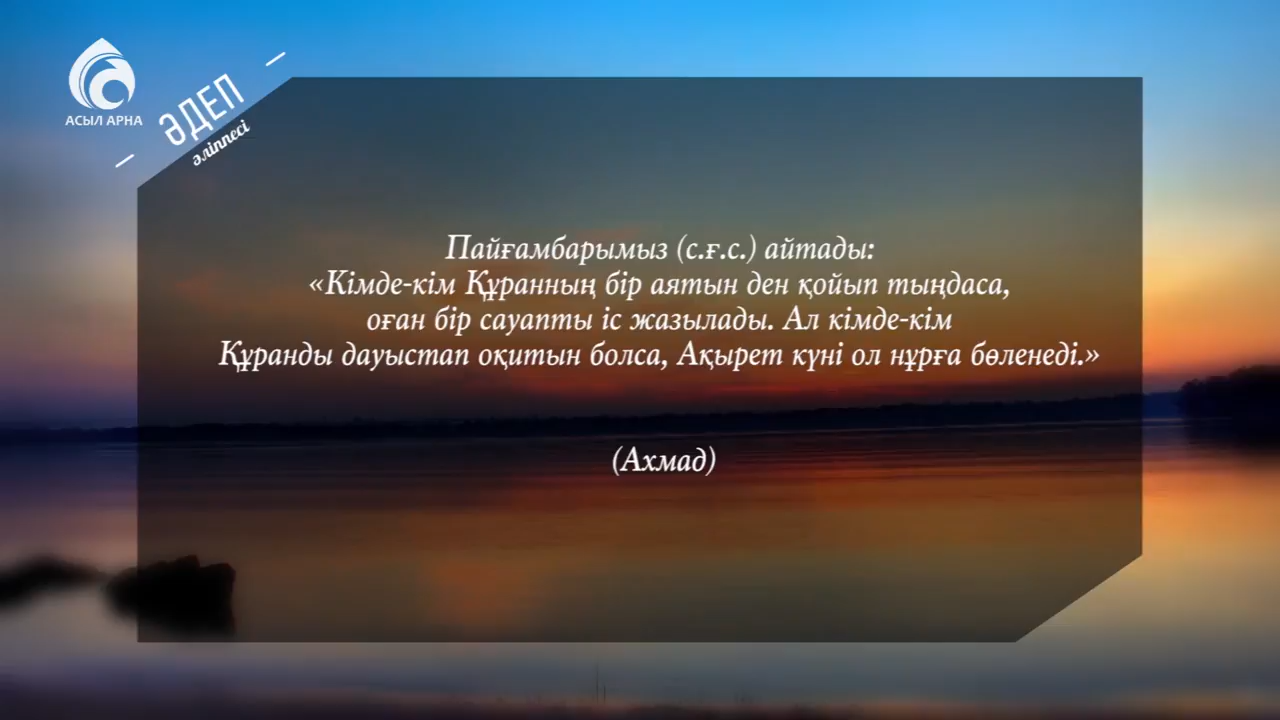 АСЫЛ АРНА
ӘДЕП
әліппесі
Пайғамбарымыз (с.ғ.с.) айтады:
«Кімде-кім Құранның бір аятын ден қойып тыңдаса,
оған бір сауапты іс жазылады. Ал кімде-кім
Құранды дауыстап оқитын болса, Ақырет күні ол нұрға бөленеді.»
(Ахмад)